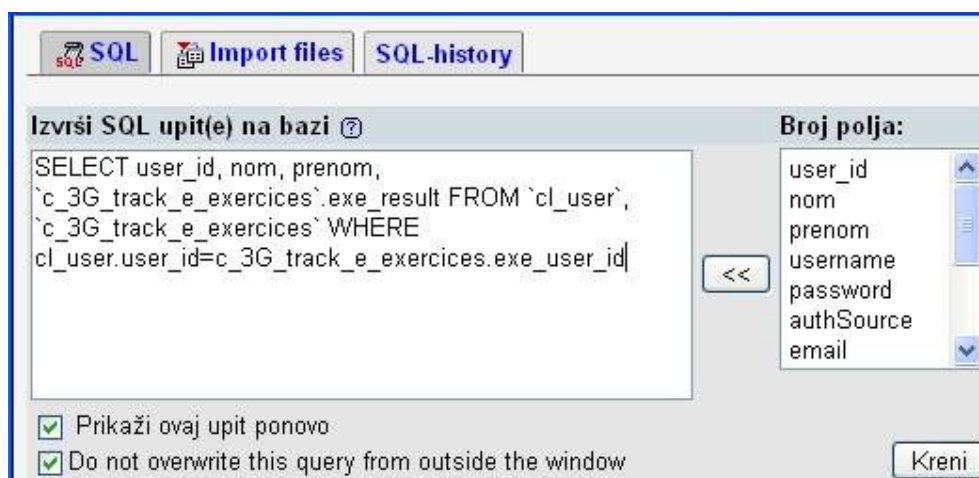 SQL Import files SQL-history
Izvrši SQL upit(e) na bazi
Broj polja:
SELECT user_id, nom, prenom,
`c_3G_track_e_exercices`.exe_result FROM `cl_user`,
`c_3G_track_e_exercices` WHERE
cl_user.user_id=c_3G_track_e_exercices.exe_user_id
<<
user_id
nom
prenom
username
password
authSource
email
Prikaži ovaj upit ponovo
Do not overwrite this query from outside the window
Kreni